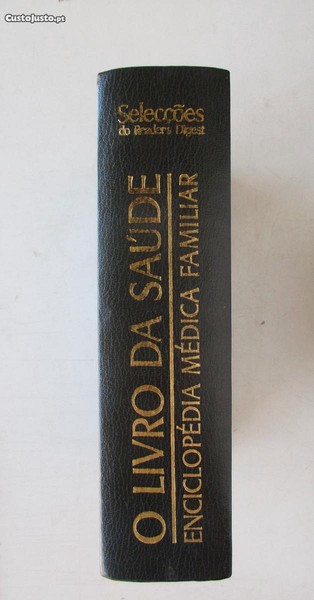 CustoJusto.pt
Selecções
do Reader's Digest
O LIVRO DA SAÚDE
ENCICLOPÉDIA MÉDICA FAMILIAR